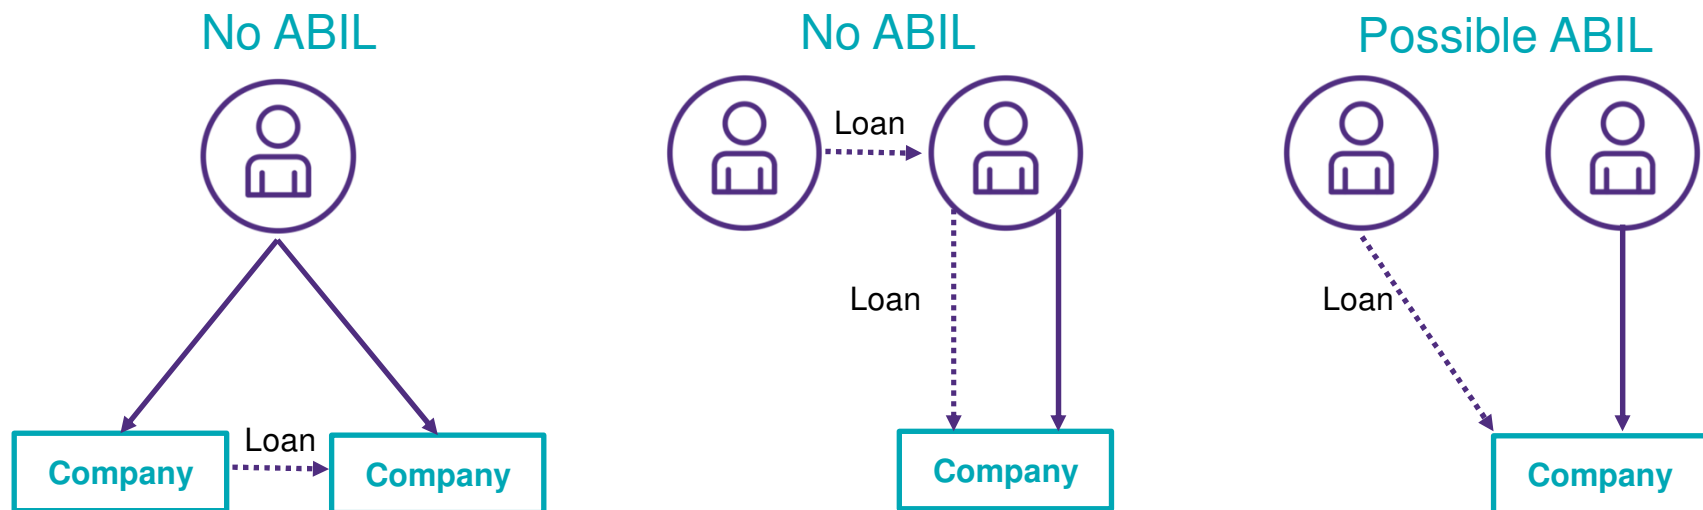 No ABIL
Loan
Company
Company
No ABIL
Loan
Loan
Company
Possible ABIL
Loan
Company